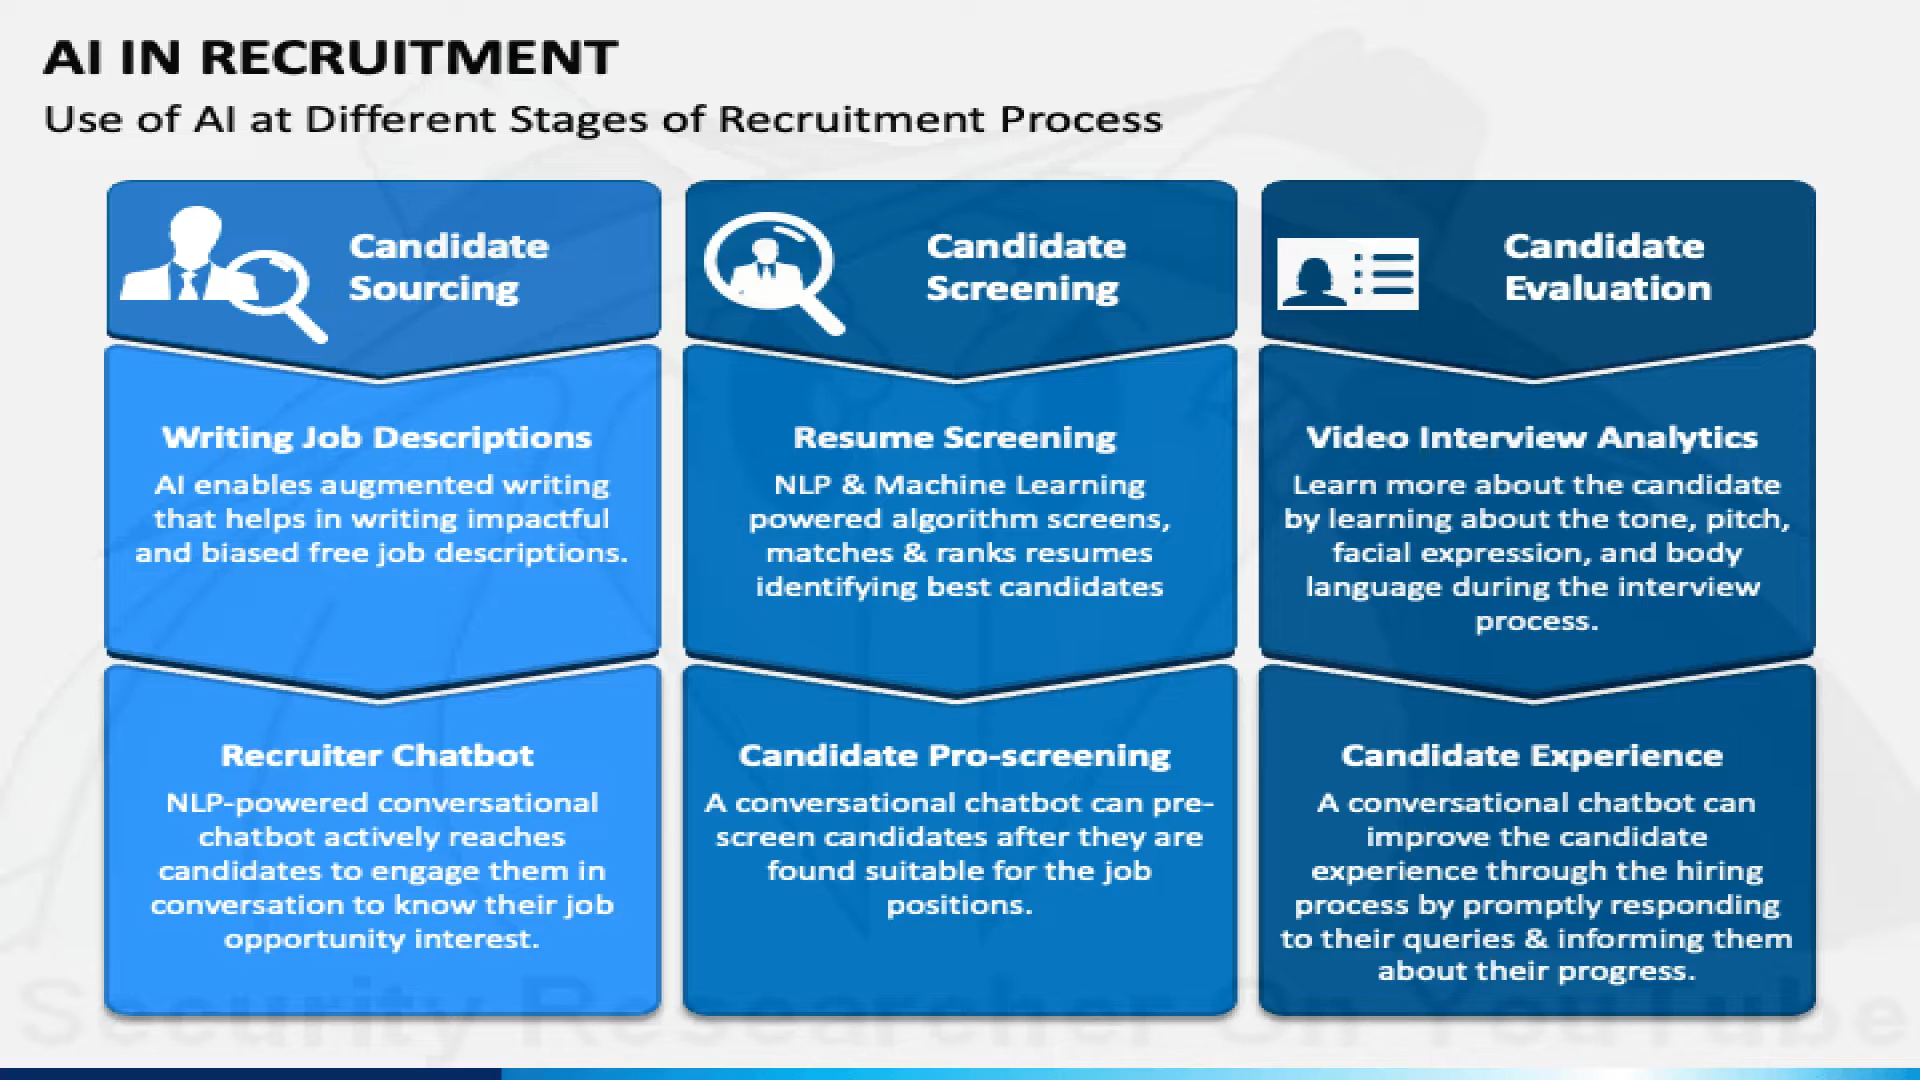 AI IN RECRUITMENT
Use of AI at Different Stages of Recruitment Process
Candidate
Sourcing
Writing Job Descriptions
AI enables augmented writing
that helps in writing impactful
and biased free job descriptions.
Recruiter Chatbot
NLP-powered conversational
chatbot actively reaches
candidates to engage them in
conversation to know their job
opportunity interest.
Candidate
Screening
Resume Screening
NLP & Machine Learning
powered algorithm screens,
matches & ranks resumes
identifying best candidates
Candidate Pro-screening
A conversational chatbot can pre-
screen candidates after they are
found suitable for the job
positions.
Candidate
Evaluation
Video Interview Analytics
Learn more about the candidate
by learning about the tone, pitch,
facial expression, and body
language during the interview
process.
Candidate Experience
A conversational chatbot can
improve the candidate
experience through the hiring
process by promptly responding
to their queries & informing them
about their progress.
Security Researcher On YouTube